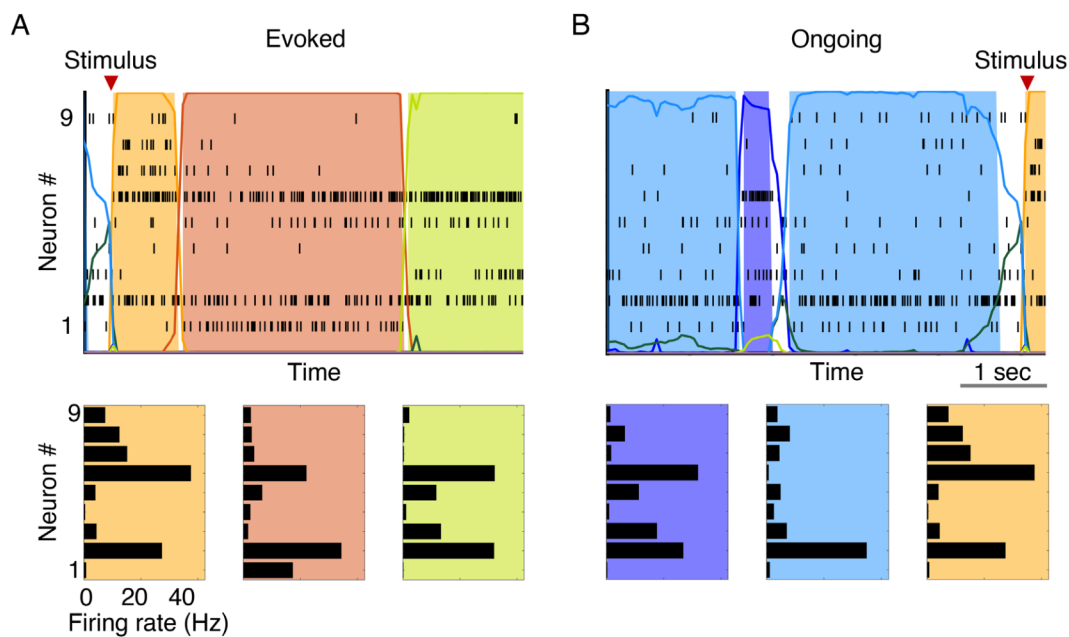 A
Evoked
Stimulus
9
Neuron #
1
Time
B
Ongoing
Stimulus
Time
1 sec
9
Neuron #
1
0 20 40
Firing rate (Hz)